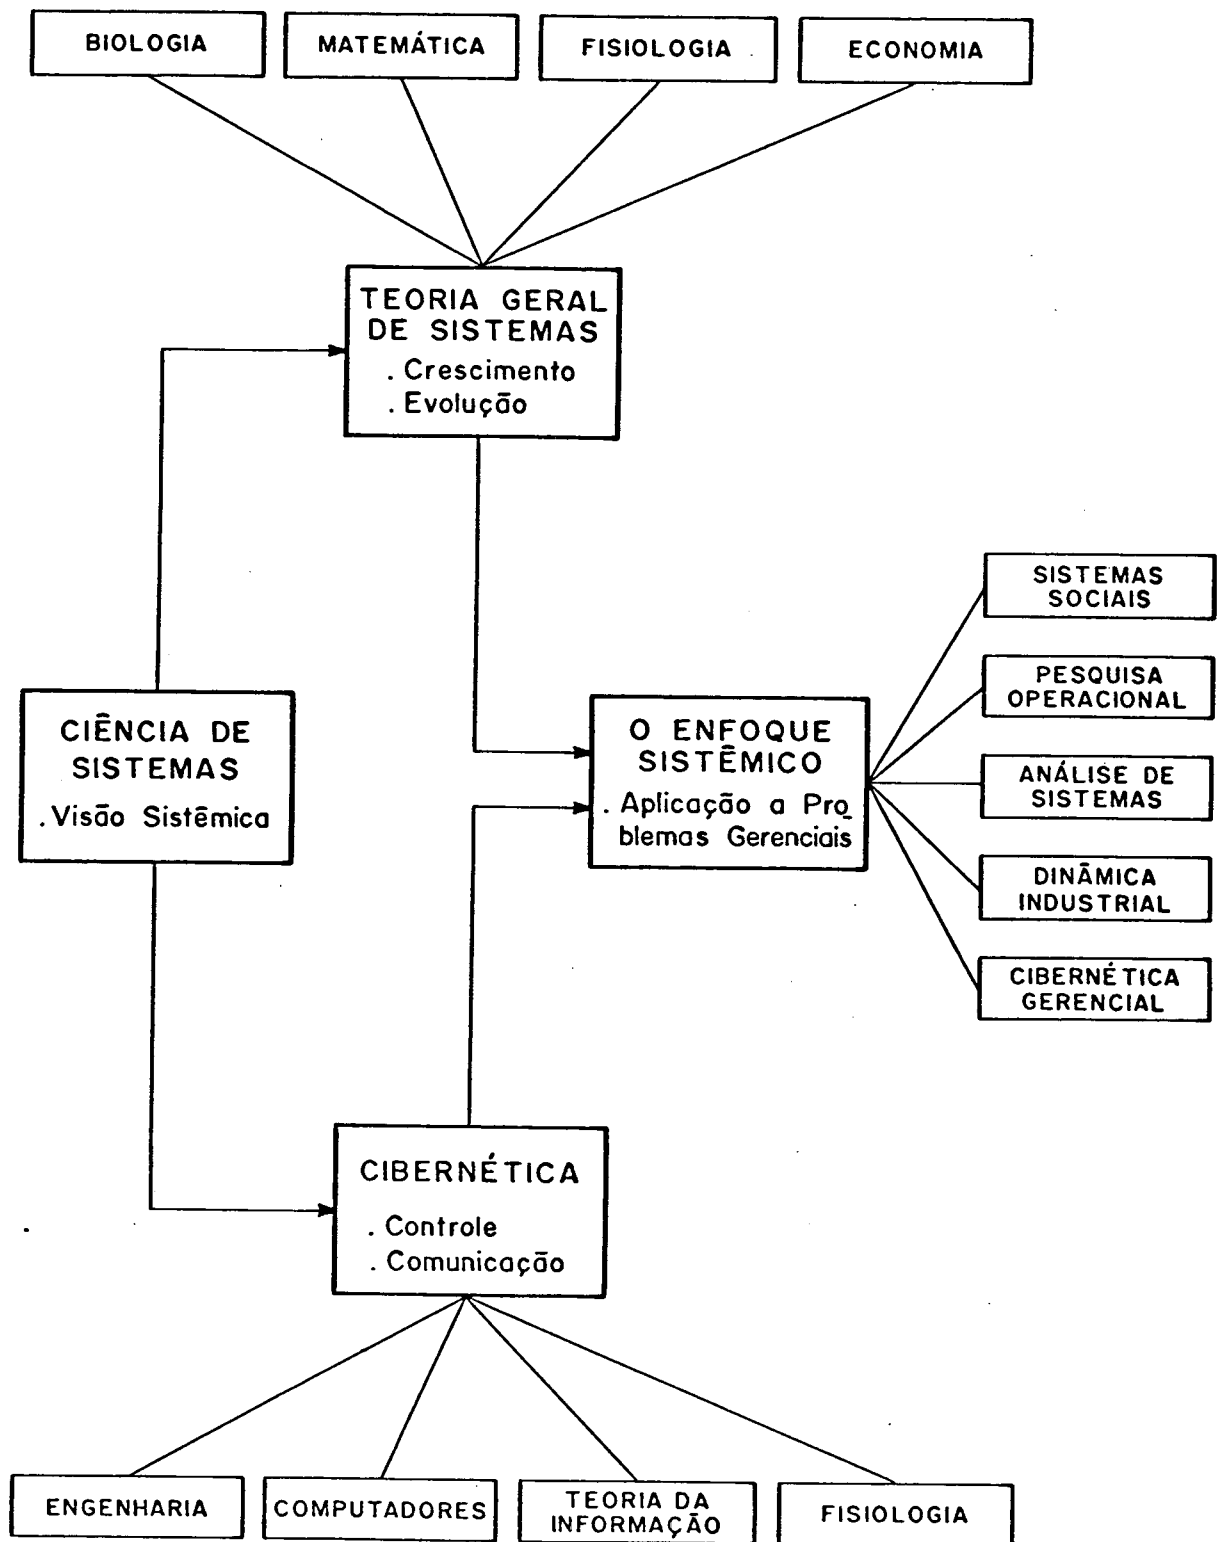 BIOLOGIA
MATEMÁTICA
FISIOLOGIA
ECONOMIA
TEORIA GERAL
DE SISTEMAS
. Crescimento
. Evolução
SISTEMAS
SOCIAIS
PESQUISA
OPERACIONAL
CIÊNCIA DE
SISTEMAS
. Visão Sistêmica
O ENFOQUE
SISTÊMICO
. Aplicação a Pro_
blemas Gerenciais
ANÁLISE DE
SISTEMAS
DINÂMICA
INDUSTRIAL
CIBERNÉTICA
GERENCIAL
CIBERNÉTICA
. Controle
. Comunicação
ENGENHARIA
COMPUTADORES
TEORIA DA
INFORMAÇÃO
FISIOLOGIA